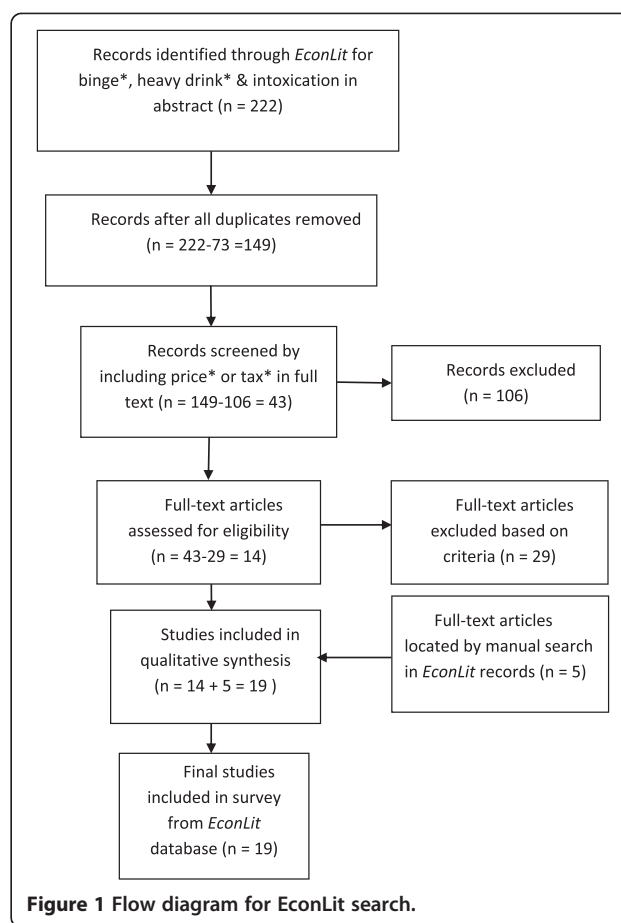 Records identified through EconLit for
binge*, heavy drink* & intoxication in
abstract (n = 222)
Records after all duplicates removed
(n = 222-73 =149)
Records screened by
including price* or tax* in full
text (n = 149-106 = 43)
Records excluded
(n = 106)
Full-text articles
assessed for eligibility
(n = 43-29 = 14)
Full-text articles
excluded based on
criteria (n = 29)
Studies included in
qualitative synthesis
(n = 14 + 5 = 19 )
Full-text articles
located by manual search
in EconLit records (n = 5)
Final studies
included in survey
from EconLit
database (n = 19)
Figure 1 Flow diagram for EconLit search.